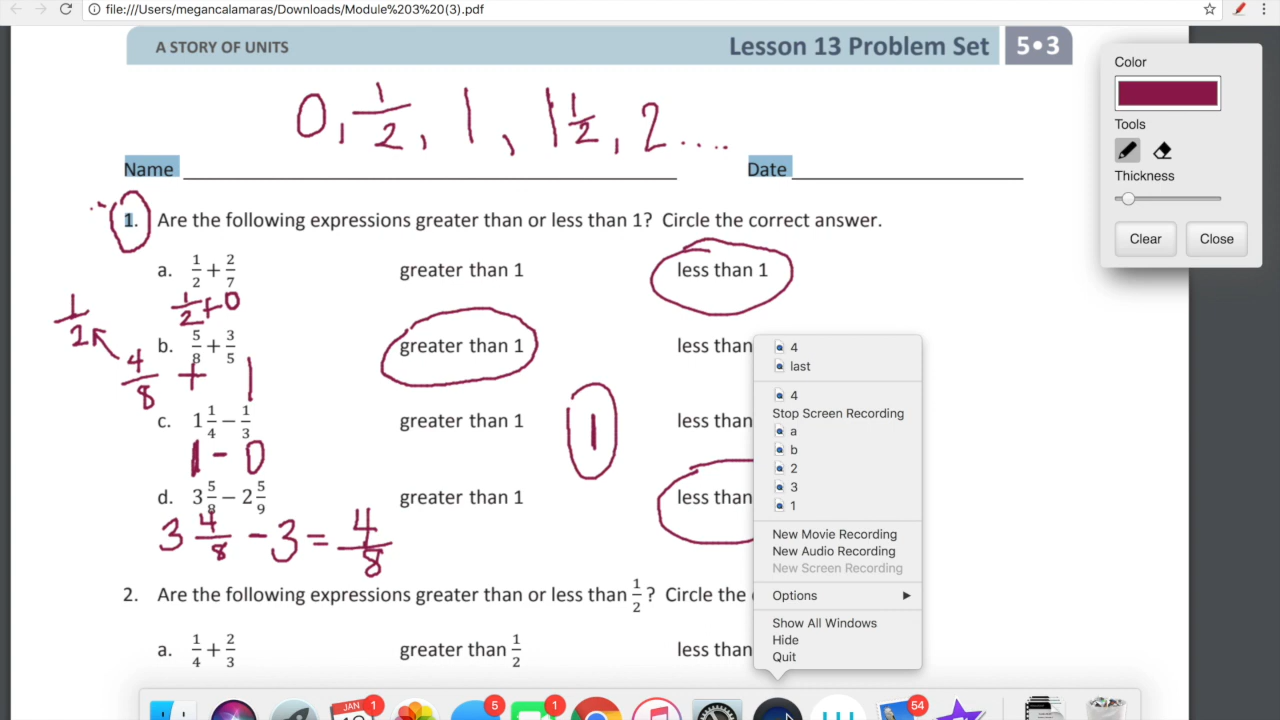 file:///Users/megancalamaras/Downloads/Module%203%20(3).pdf
A STORY OF UNITS Lesson 13 Problem Set 5•3
0, 1/2, 1, 1 1/2, 2....
Name Date
1. Are the following expressions greater than or less than 1? Circle the correct answer.
a. 1/2 + 2/7 greater than 1 less than 1
1/2 + 0
1/2
b. 5/8 + 3/5 greater than 1 less than
4/8 + 1
c. 1 1/4 − 1/3 greater than 1 1 less than
1 - 0
d. 3 5/8 − 2 5/9 greater than 1 less than
3 4/8 - 3 = 4/8
2. Are the following expressions greater than or less than 1/2? Circle the
a. 1/4 + 2/3 greater than 1/2 less than
Color
Tools
Thickness
Clear Close
4
last
4
Stop Screen Recording
a
b
2
3
1
New Movie Recording
New Audio Recording
New Screen Recording
Options
Show All Windows
Hide
Quit
JAN 1 5 1 54